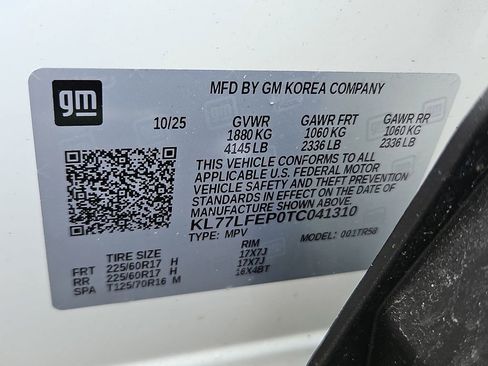 gm
MFD BY GM KOREA COMPANY
10/25 GVWR GAWR FRT GAWR RR
1880 KG 1060 KG 1060 KG
4145 LB 2336 LB 2336 LB
THIS VEHICLE CONFORMS TO ALL
APPLICABLE U.S. FEDERAL MOTOR
VEHICLE SAFETY AND THEFT PREVENTION
STANDARDS IN EFFECT ON THE DATE OF
MANUFACTURE SHOWN ABOVE.
KL77LFEP0TC041310
TYPE: MPV MODEL: 001TR58
TIRE SIZE RIM
FRT 225/60R17 H 17X7J
RR 225/60R17 H 17X7J
SPA T125/70R16 M 16X4BT